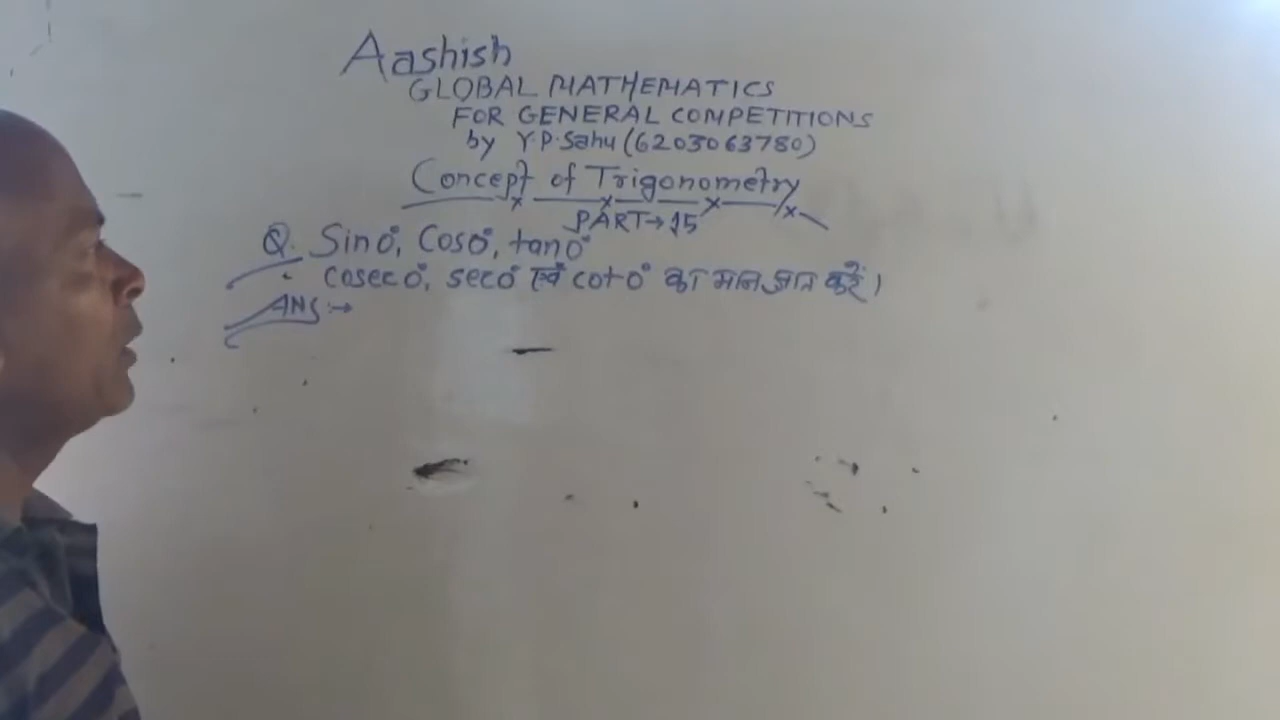 Aashish
GLOBAL MATHEMATICS
FOR GENERAL COMPETITIONS
by Y.P.Sahu (6203063780)
Concept of Trigonometry
PART→15
Q. Sin0°, Cos0°, tan0°
cosec0°, sec0° एवं cot0° का मान ज्ञात करें।
ANS:→